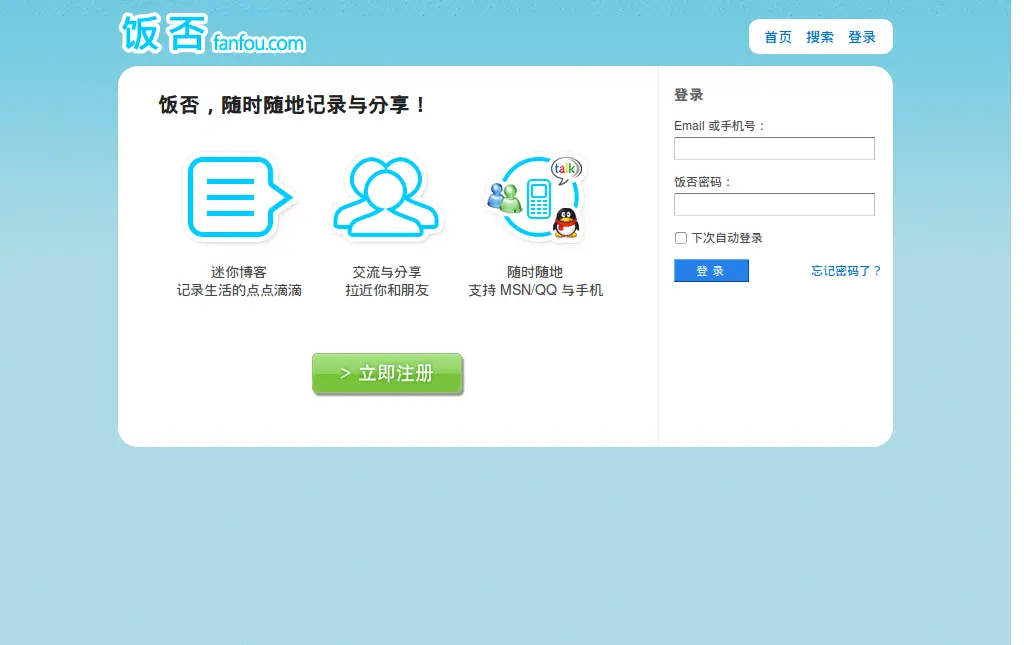 饭否 fanfou.com
首页 搜索 登录
饭否，随时随地记录与分享！
talk
迷你博客
记录生活的点点滴滴
交流与分享
拉近你和朋友
随时随地
支持 MSN/QQ 与手机
> 立即注册
登录
Email 或手机号：
饭否密码：
下次自动登录
登 录
忘记密码了？